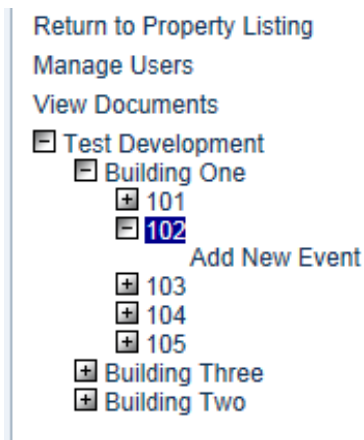 Return to Property Listing
Manage Users
View Documents
Test Development
Building One
101
102
Add New Event
103
104
105
Building Three
Building Two